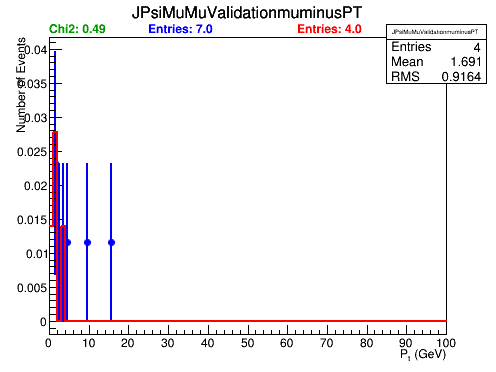 JPsiMuMuValidationmuminusPT
Chi2: 0.49 Entries: 7.0 Entries: 4.0
JPsiMuMuValidationmuminusPT
Entries 4
Mean 1.691
RMS 0.9164
Number of Events
0.04
0.035
0.03
0.025
0.02
0.015
0.01
0.005
0
0 10 20 30 40 50 60 70 80 90 100
Pt (GeV)